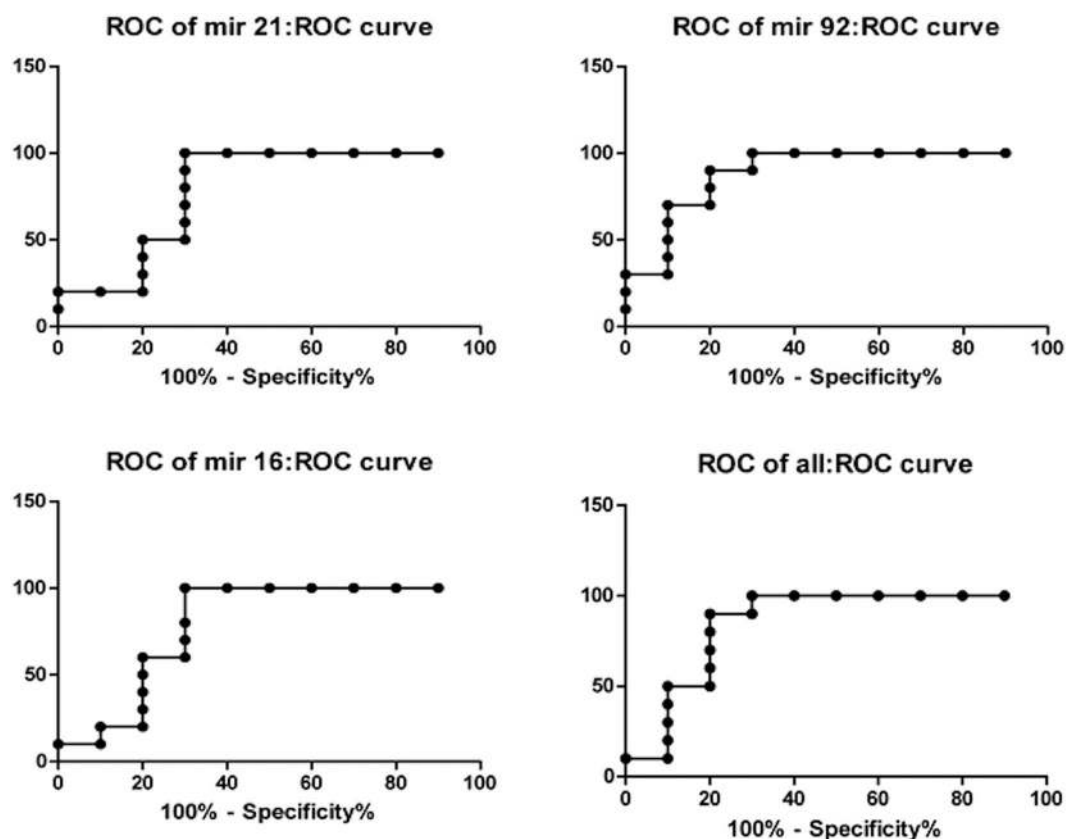 ROC of mir 21:ROC curve
150
100
50
0
0 20 40 60 80 100
100% - Specificity%
ROC of mir 92:ROC curve
150
100
50
0
0 20 40 60 80 100
100% - Specificity%
ROC of mir 16:ROC curve
150
100
50
0
0 20 40 60 80 100
100% - Specificity%
ROC of all:ROC curve
150
100
50
0
0 20 40 60 80 100
100% - Specificity%